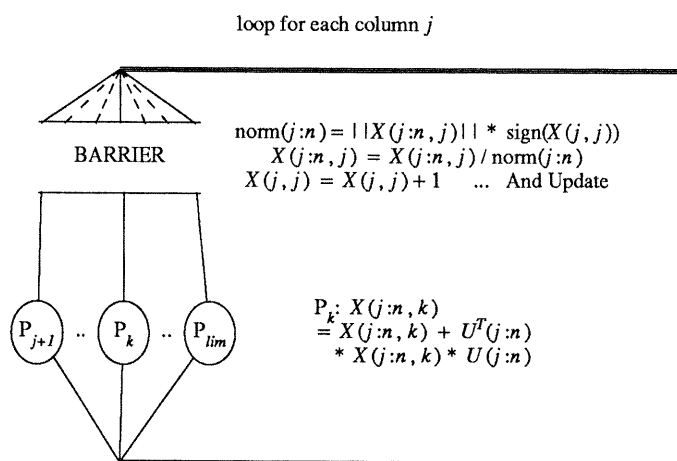 loop for each column j
norm(j:n) = ||X(j:n, j)|| * sign(X(j, j))
BARRIER
X(j:n, j) = X(j:n, j)/norm(j:n)
X(j, j) = X(j, j)+1 ... And Update
P_{j+1} .. P_k .. P_{lim}
P_k: X(j:n, k)
= X(j:n, k) + U^T(j:n)
* X(j:n, k) * U(j:n)